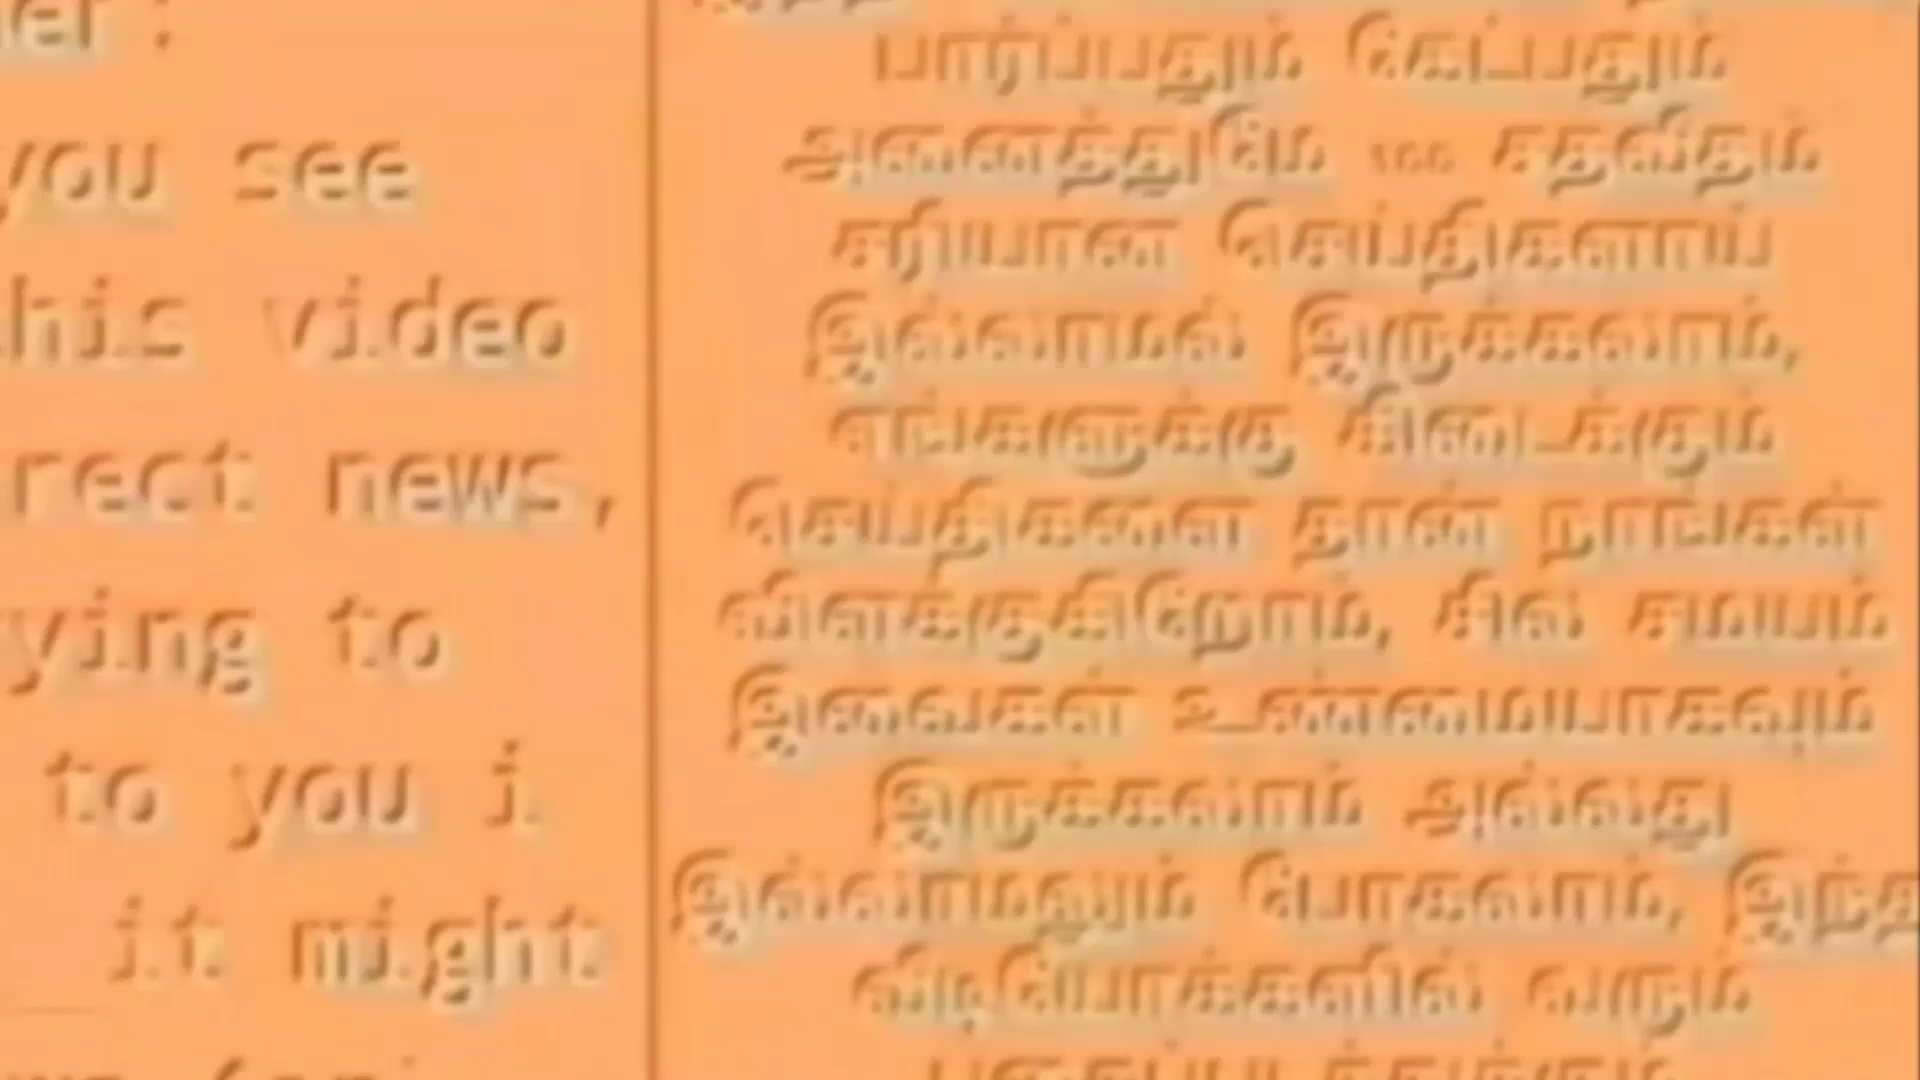 you see
this video
rect news,
ying to
to you i
it might
பார்ப்பதும் கேட்பதும்
அனைத்துமே 100 சதவீதம்
சரியான செய்திகளாய்
இல்லாமல் இருக்கலாம்,
எங்களுக்கு கிடைக்கும்
செய்திகளை தான் நாங்கள்
விளக்குகிறோம், சில சமயம்
இவைகள் உண்மையாகவும்
இருக்கலாம் அல்லது
இல்லாமலும் போகலாம், இந்த
வீடியோக்களில் வரும்